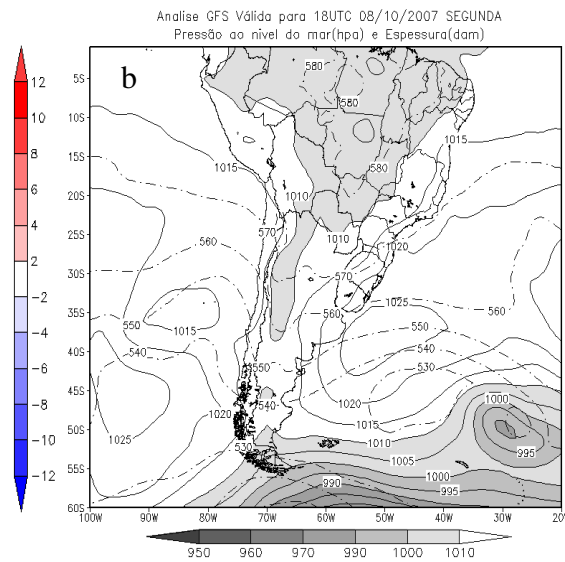 Analise GFS Válida para 18UTC 08/10/2007 SEGUNDA
Pressão ao nivel do mar(hpa) e Espessura(dam)
b
12
10
8
6
4
2
−2
−4
−6
−8
−10
−12
5S
10S
15S
20S
25S
30S
35S
40S
45S
50S
55S
60S
580
580
1015
1015
580
1010
570
1010
1020
560
570
1025
560
560
550
1015
550
540
540
530
550
1020
540
1000
1020
1015
1025
1010
530
995
1005
1000
990
995
100W
90W
80W
70W
60W
50W
40W
30W
20W
950
960
970
990
1000
1010